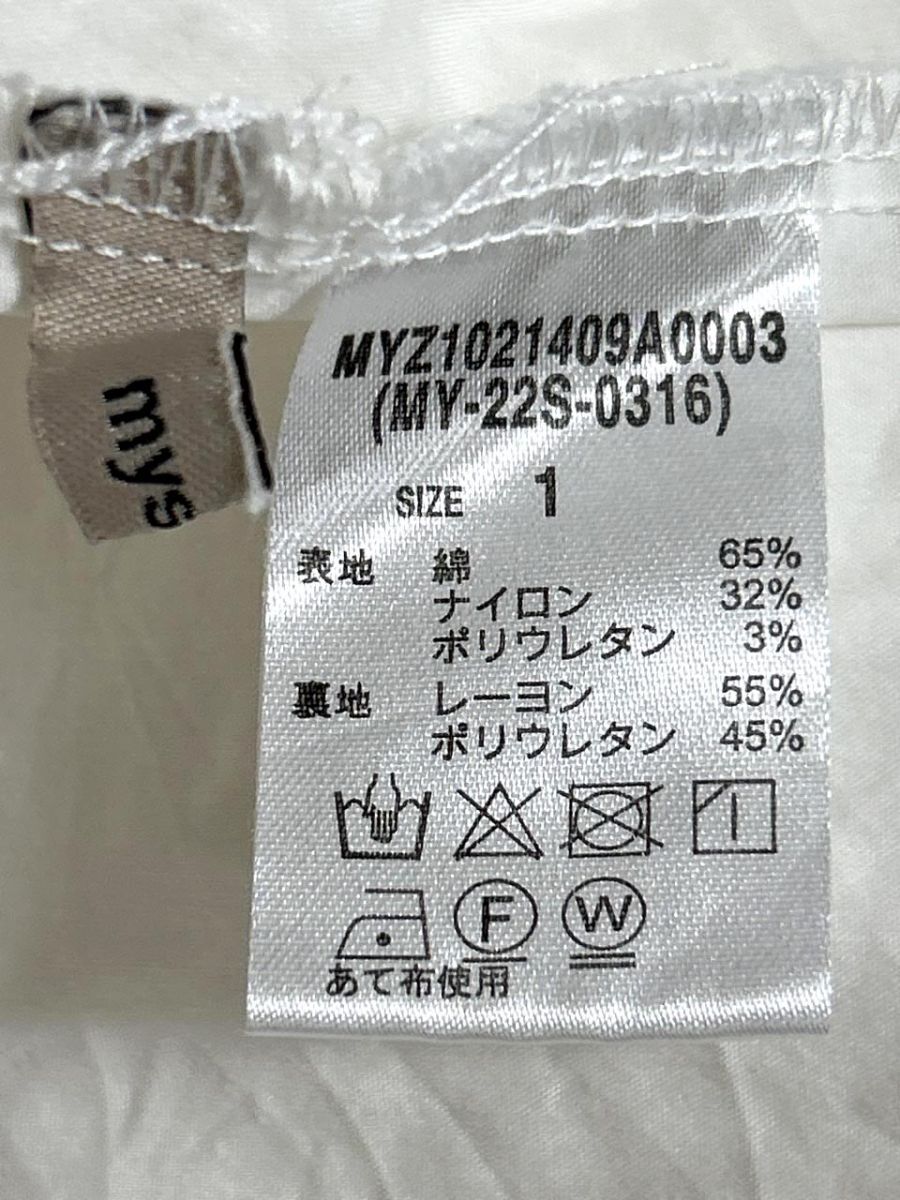 mys
MYZ1021409A0003
(MY-22S-0316)
SIZE 1
表地 綿 65%
ナイロン 32%
ポリウレタン 3%
裏地 レーヨン 55%
ポリウレタン 45%
F W
あて布使用